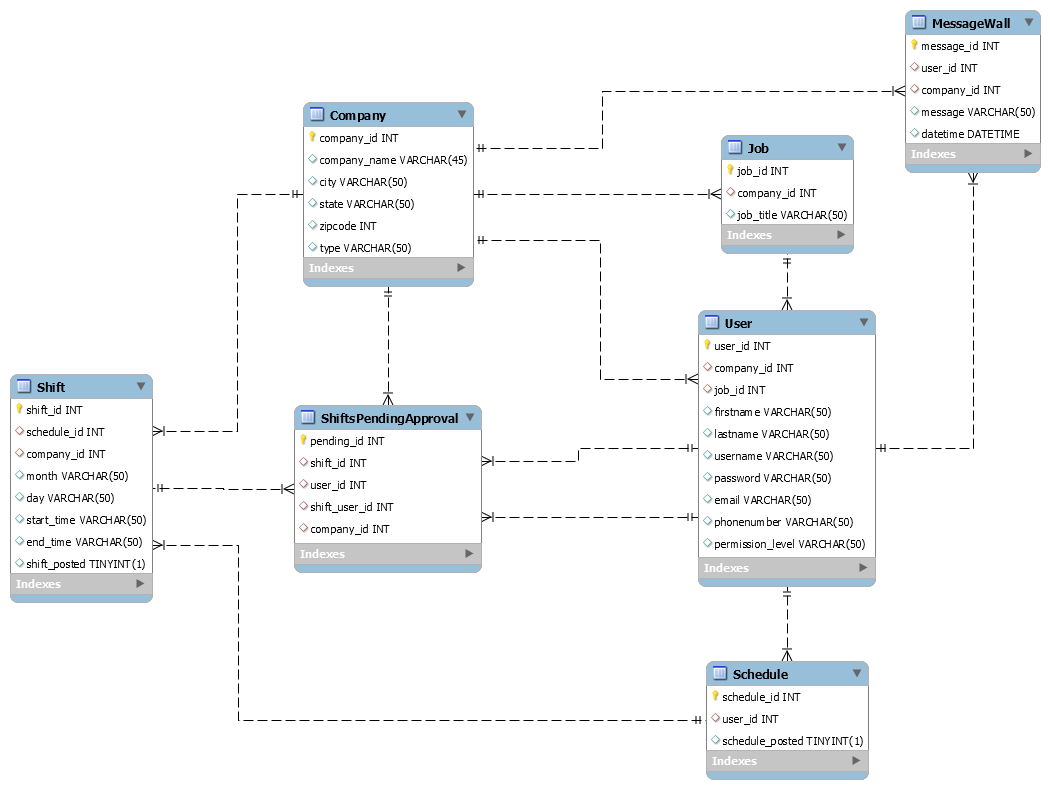 MessageWall
message_id INT
user_id INT
company_id INT
message VARCHAR(50)
datetime DATETIME
Indexes
Company
company_id INT
company_name VARCHAR(45)
city VARCHAR(50)
state VARCHAR(50)
zipcode INT
type VARCHAR(50)
Indexes
Job
job_id INT
company_id INT
job_title VARCHAR(50)
Indexes
User
user_id INT
company_id INT
job_id INT
firstname VARCHAR(50)
lastname VARCHAR(50)
username VARCHAR(50)
password VARCHAR(50)
email VARCHAR(50)
phonenumber VARCHAR(50)
permission_level VARCHAR(50)
Indexes
Shift
shift_id INT
schedule_id INT
company_id INT
month VARCHAR(50)
day VARCHAR(50)
start_time VARCHAR(50)
end_time VARCHAR(50)
shift_posted TINYINT(1)
Indexes
ShiftsPendingApproval
pending_id INT
shift_id INT
user_id INT
shift_user_id INT
company_id INT
Indexes
Schedule
schedule_id INT
user_id INT
schedule_posted TINYINT(1)
Indexes